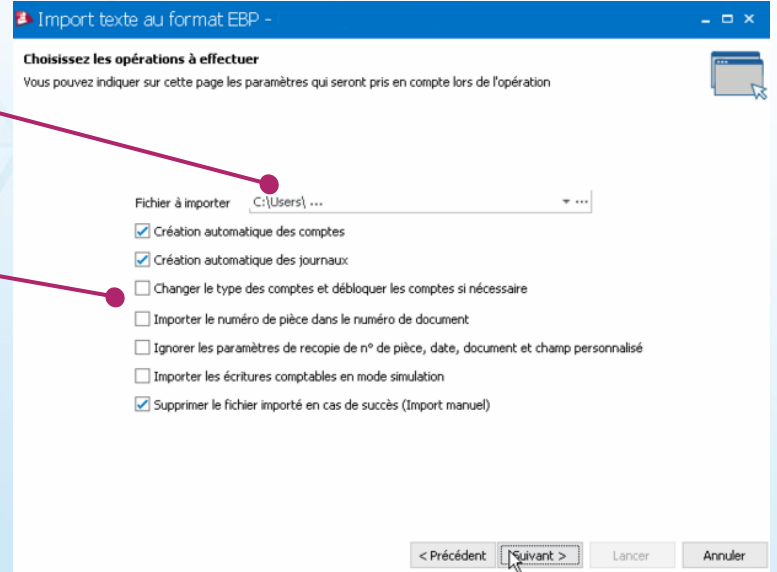 Import texte au format EBP -
Choisissez les opérations à effectuer
Vous pouvez indiquer sur cette page les paramètres qui seront pris en compte lors de l'opération
Fichier à importer C:\Users\ ...
Création automatique des comptes
Création automatique des journaux
Changer le type des comptes et débloquer les comptes si nécessaire
Importer le numéro de pièce dans le numéro de document
Ignorer les paramètres de recopie de n° de pièce, date, document et champ personnalisé
Importer les écritures comptables en mode simulation
Supprimer le fichier importé en cas de succès (Import manuel)
< Précédent Suivant > Lancer Annuler